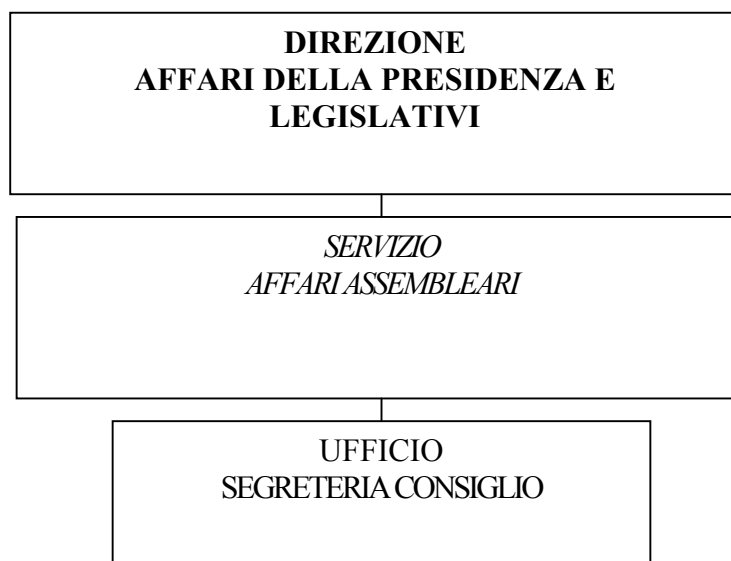 DIREZIONE
AFFARI DELLA PRESIDENZA E
LEGISLATIVI
SERVIZIO
AFFARI ASSEMBLEARI
UFFICIO
SEGRETERIA CONSIGLIO